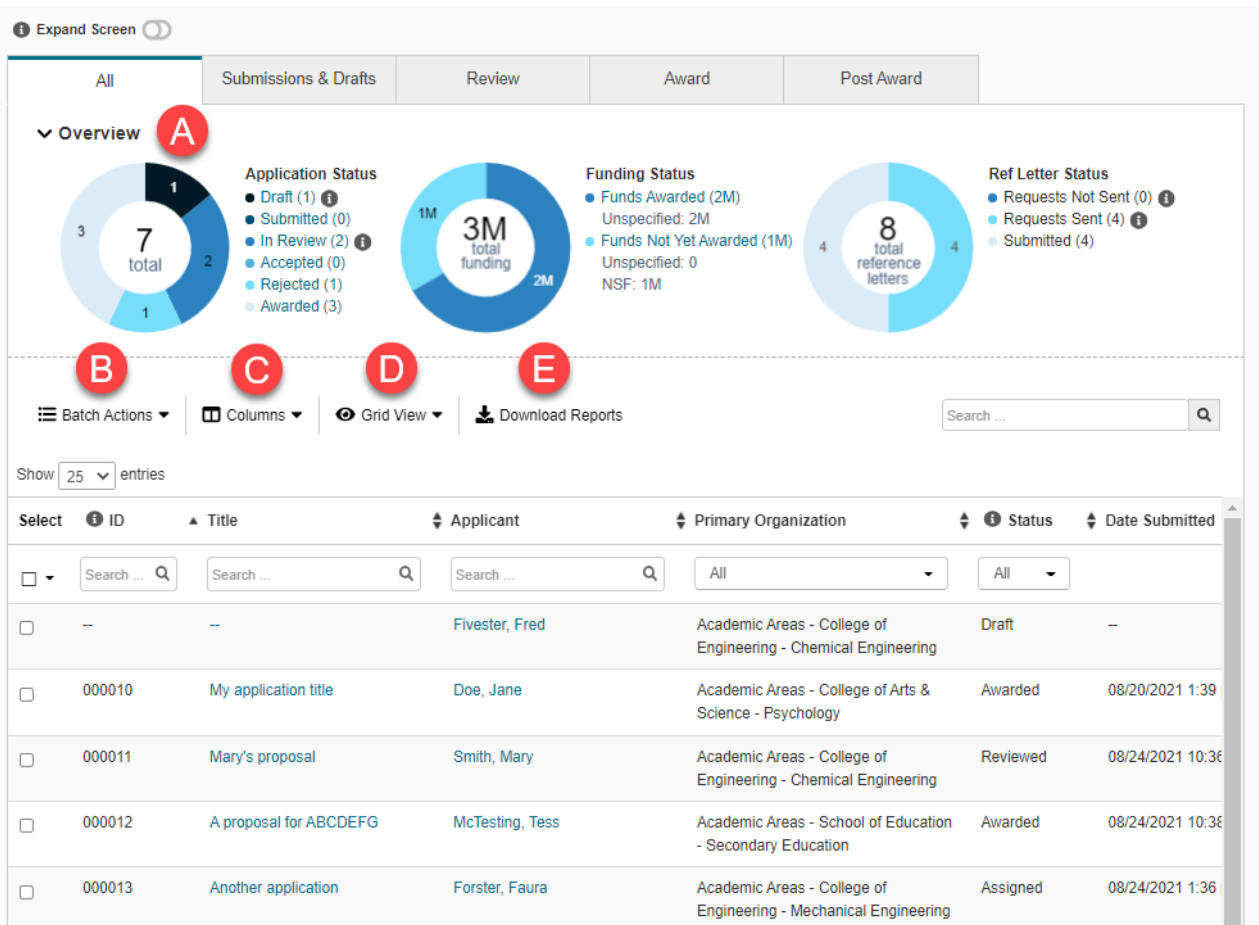 Expand Screen
All Submissions & Drafts Review Award Post Award
Overview A
1
3
2
1
7
total
Application Status
Draft (1)
Submitted (0)
In Review (2)
Accepted (0)
Rejected (1)
Awarded (3)
1M
2M
3M
total
funding
Funding Status
Funds Awarded (2M)
Unspecified: 2M
Funds Not Yet Awarded (1M)
Unspecified: 0
NSF: 1M
4
4
8
total
reference
letters
Ref Letter Status
Requests Not Sent (0)
Requests Sent (4)
Submitted (4)
B C D E
Batch Actions Columns Grid View Download Reports Search ...
Show 25 entries
Select ID Title Applicant Primary Organization Status Date Submitted
Search ... Search ... Search ... All All
-- -- Fivester, Fred Academic Areas - College of Draft --
Engineering - Chemical Engineering
000010 My application title Doe, Jane Academic Areas - College of Arts & Awarded 08/20/2021 1:39
Science - Psychology
000011 Mary's proposal Smith, Mary Academic Areas - College of Reviewed 08/24/2021 10:36
Engineering - Chemical Engineering
000012 A proposal for ABCDEFG McTesting, Tess Academic Areas - School of Education Awarded 08/24/2021 10:38
- Secondary Education
000013 Another application Forster, Faura Academic Areas - College of Assigned 08/24/2021 1:36
Engineering - Mechanical Engineering